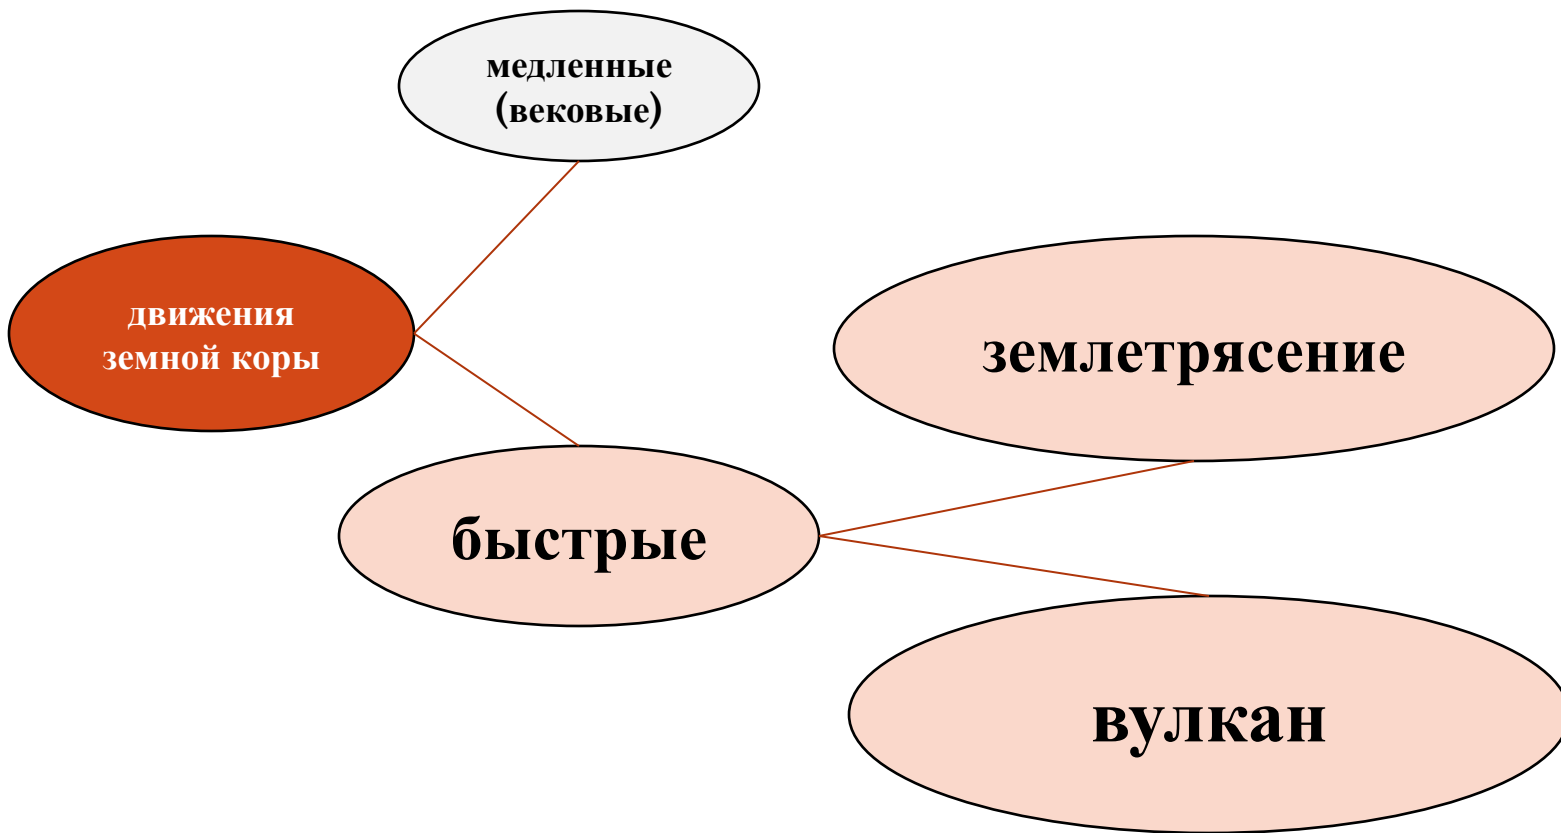 медленные
(вековые)
движения
земной коры
землетрясение
быстрые
вулкан